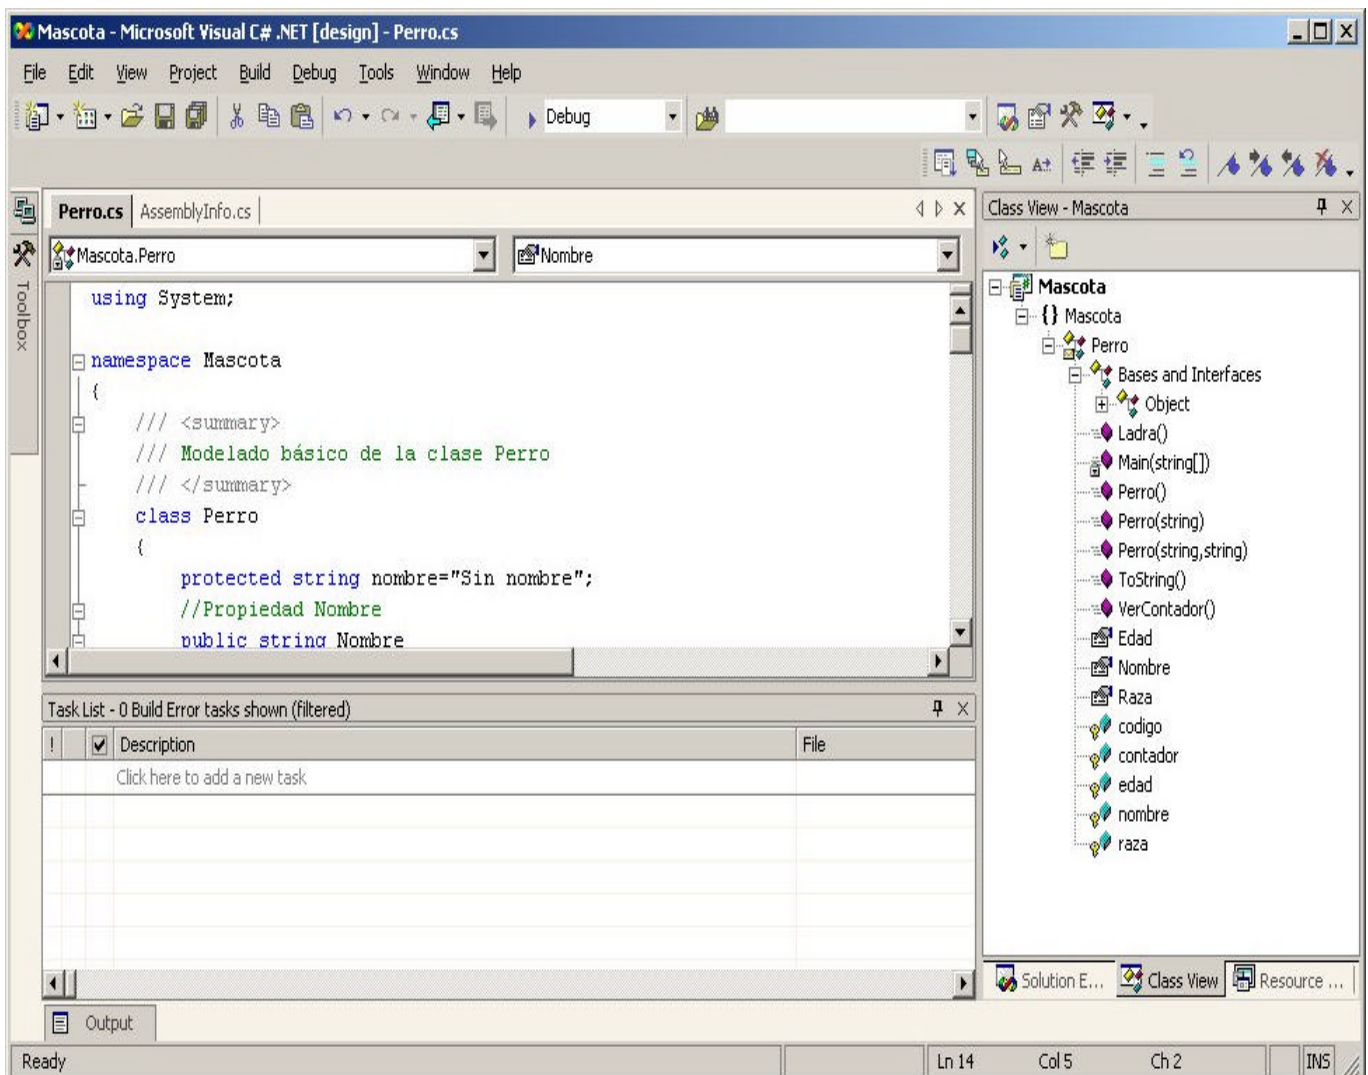 Mascota - Microsoft Visual C# .NET [design] - Perro.cs
File Edit View Project Build Debug Tools Window Help
Debug
Perro.cs AssemblyInfo.cs
Class View - Mascota
Toolbox
Mascota.Perro
Nombre
using System;
namespace Mascota
{
/// <summary>
/// Modelado básico de la clase Perro
/// </summary>
class Perro
{
protected string nombre="Sin nombre";
//Propiedad Nombre
public string Nombre
Mascota
{} Mascota
Perro
Bases and Interfaces
Object
Ladra()
Main(string[])
Perro()
Perro(string)
Perro(string,string)
ToString()
VerContador()
Edad
Nombre
Raza
codigo
contador
edad
nombre
raza
Task List - 0 Build Error tasks shown (filtered)
! Description File
Click here to add a new task
Solution E... Class View Resource ...
Output
Ready Ln 14 Col 5 Ch 2 INS